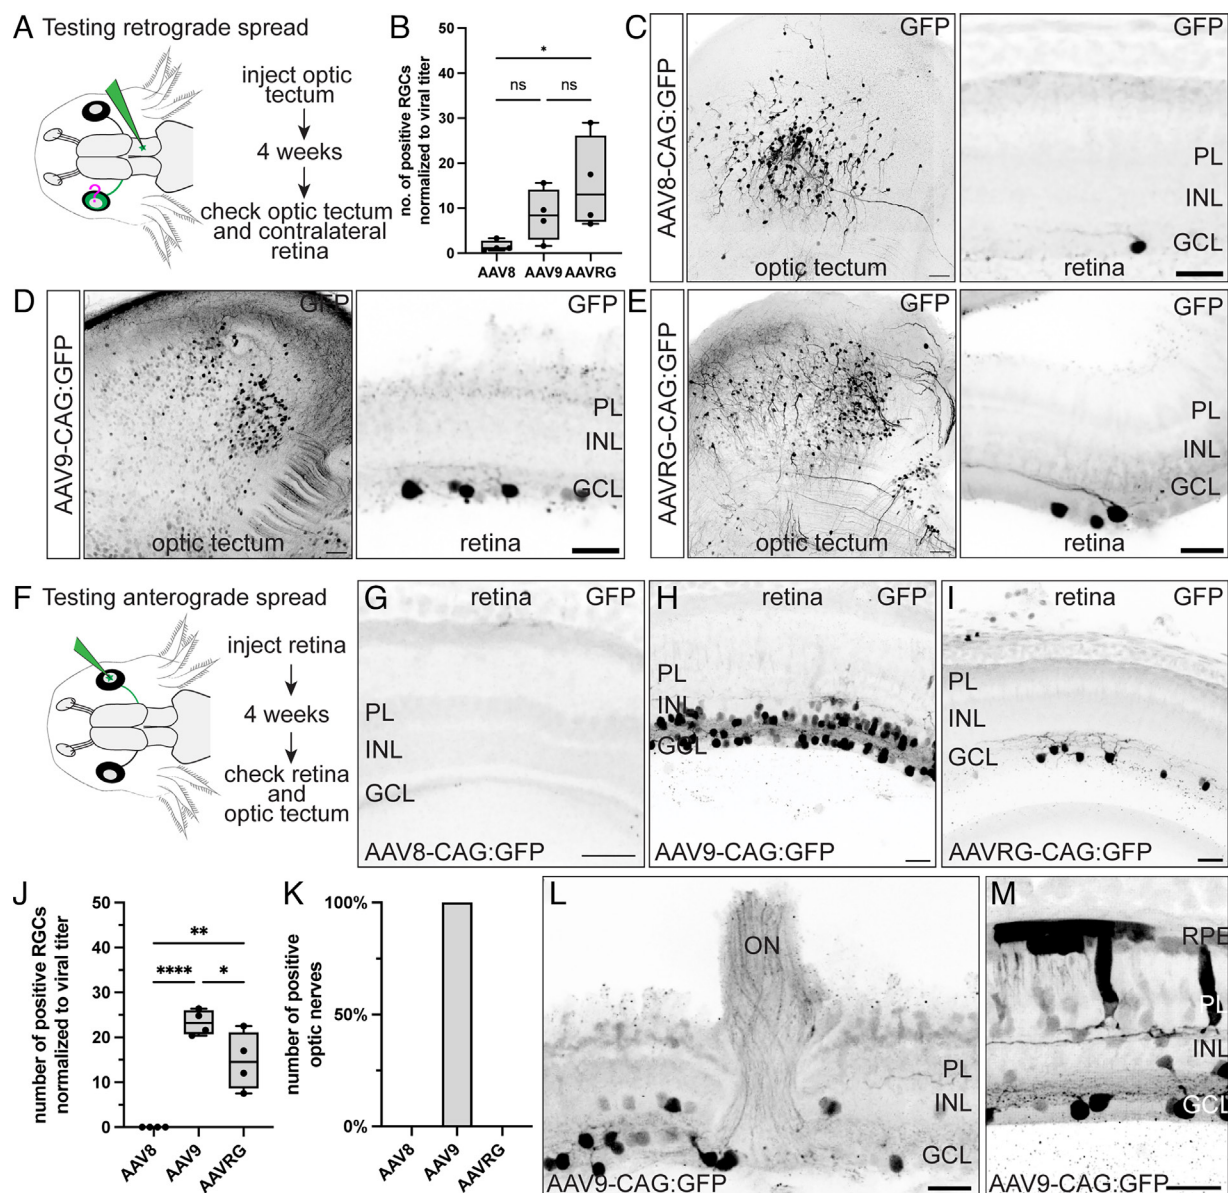 A Testing retrograde spread
inject optic
tectum
4 weeks
check optic tectum
and contralateral
retina
?
B
no. of positive RGCs
normalized to viral titer
50
40
30
20
10
0
*
ns
ns
AAV8
AAV9
AAVRG
C
AAV8-CAG:GFP
GFP
optic tectum
GFP
PL
INL
GCL
retina
D
AAV9-CAG:GFP
GFP
optic tectum
GFP
PL
INL
GCL
retina
E
AAVRG-CAG:GFP
GFP
optic tectum
GFP
PL
INL
GCL
retina
F Testing anterograde spread
inject retina
4 weeks
check retina
and
optic tectum
G
retina
GFP
PL
INL
GCL
AAV8-CAG:GFP
H
retina
GFP
PL
INL
GCL
AAV9-CAG:GFP
I
retina
GFP
PL
INL
GCL
AAVRG-CAG:GFP
J
number of positive RGCs
normalized to viral titer
50
40
30
20
10
0
**
****
*
AAV8
AAV9
AAVRG
K
number of positive
optic nerves
100%
50%
0%
AAV8
AAV9
AAVRG
L
ON
PL
INL
GCL
AAV9-CAG:GFP
M
RPE
PL
INL
GCL
AAV9-CAG:GFP